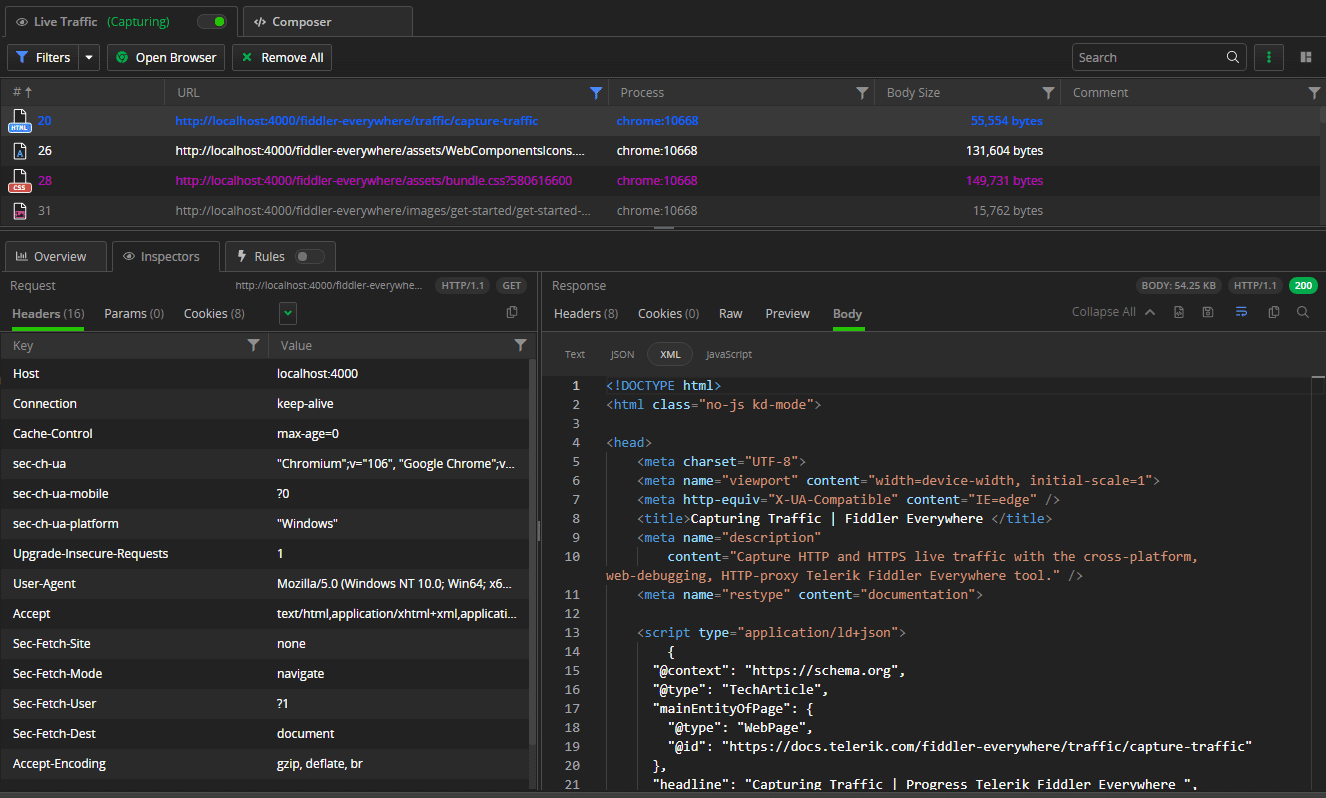 Live Traffic (Capturing)
Composer
Filters Open Browser Remove All Search
# URL Process Body Size Comment
HTML 20 http://localhost:4000/fiddler-everywhere/traffic/capture-traffic chrome:10668 55,554 bytes
A 26 http://localhost:4000/fiddler-everywhere/assets/WebComponentsIcons.... chrome:10668 131,604 bytes
CSS 28 http://localhost:4000/fiddler-everywhere/assets/bundle.css?580616600 chrome:10668 149,731 bytes
31 http://localhost:4000/fiddler-everywhere/images/get-started/get-started-... chrome:10668 15,762 bytes
Overview Inspectors Rules
Request http://localhost:4000/fiddler-everywhe... HTTP/1.1 GET
Headers (16) Params (0) Cookies (8)
Key Value
Host localhost:4000
Connection keep-alive
Cache-Control max-age=0
sec-ch-ua "Chromium";v="106", "Google Chrome";v...
sec-ch-ua-mobile ?0
sec-ch-ua-platform "Windows"
Upgrade-Insecure-Requests 1
User-Agent Mozilla/5.0 (Windows NT 10.0; Win64; x6...
Accept text/html,application/xhtml+xml,applicati...
Sec-Fetch-Site none
Sec-Fetch-Mode navigate
Sec-Fetch-User ?1
Sec-Fetch-Dest document
Accept-Encoding gzip, deflate, br
Response BODY: 54.25 KB HTTP/1.1 200
Headers (8) Cookies (0) Raw Preview Body Collapse All
Text JSON XML JavaScript
1 <!DOCTYPE html>
2 <html class="no-js kd-mode">
3
4 <head>
5 <meta charset="UTF-8">
6 <meta name="viewport" content="width=device-width, initial-scale=1">
7 <meta http-equiv="X-UA-Compatible" content="IE=edge" />
8 <title>Capturing Traffic | Fiddler Everywhere </title>
9 <meta name="description"
10 content="Capture HTTP and HTTPS live traffic with the cross-platform,
web-debugging, HTTP-proxy Telerik Fiddler Everywhere tool." />
11 <meta name="restype" content="documentation">
12
13 <script type="application/ld+json">
14 {
15 "@context": "https://schema.org",
16 "@type": "TechArticle",
17 "mainEntityOfPage": {
18 "@type": "WebPage",
19 "@id": "https://docs.telerik.com/fiddler-everywhere/traffic/capture-traffic"
20 },
21 "headline": "Capturing Traffic | Progress Telerik Fiddler Everywhere ",